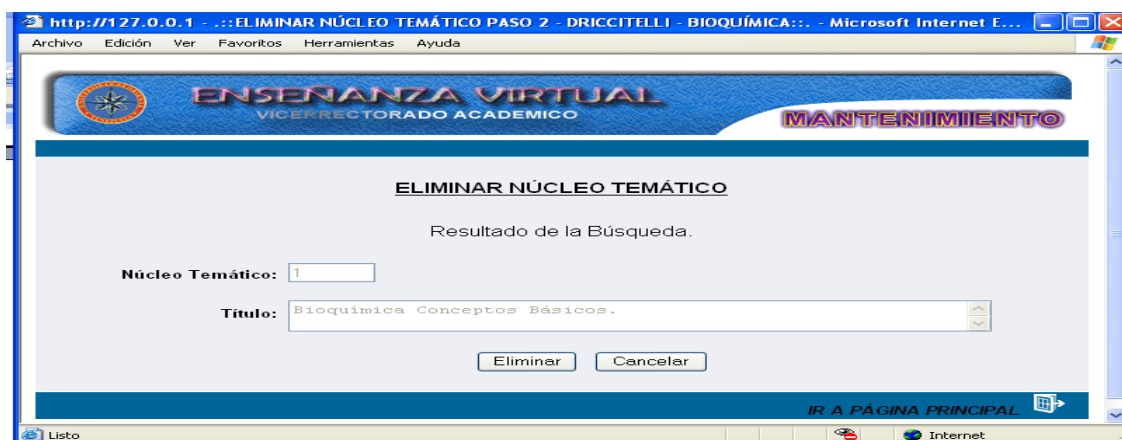 http://127.0.0.1 - ..::ELIMINAR NÚCLEO TEMÁTICO PASO 2 - DRICCITELLI - BIOQUÍMICA::.. - Microsoft Internet E...
Archivo Edición Ver Favoritos Herramientas Ayuda
ENSEÑANZA VIRTUAL
VICERRECTORADO ACADEMICO
MANTENIMIENTO
ELIMINAR NÚCLEO TEMÁTICO
Resultado de la Búsqueda.
Núcleo Temático: 1
Título: Bioquímica Conceptos Básicos.
Eliminar Cancelar
IR A PÁGINA PRINCIPAL
Listo Internet